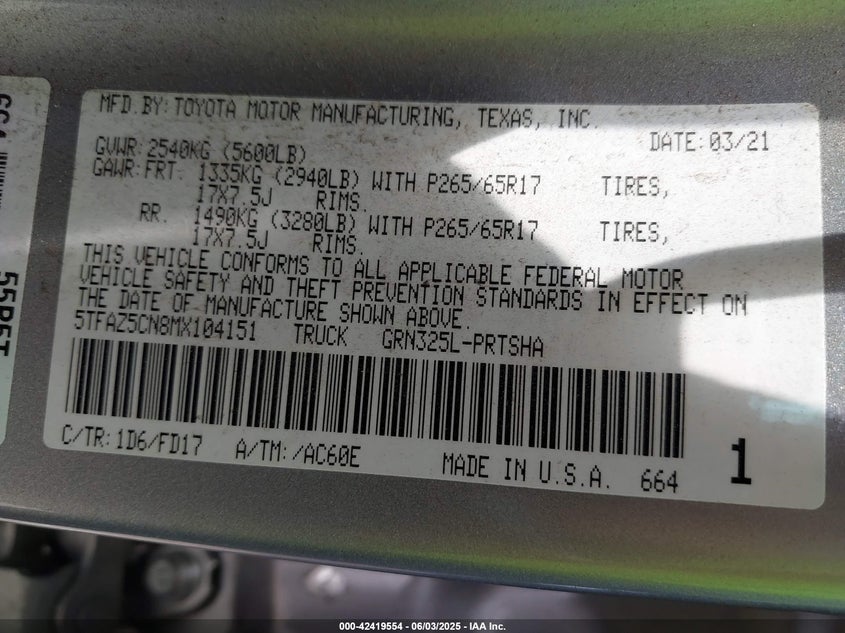 MFD.BY:TOYOTA MOTOR MANUFACTURING, TEXAS, INC.
DATE:03/21
GVWR:2540KG (5600LB)
GAWR:FRT. 1335KG (2940LB) WITH P265/65R17 TIRES,
17X7.5J RIMS.
RR. 1490KG (3280LB) WITH P265/65R17 TIRES,
17X7.5J RIMS.
THIS VEHICLE CONFORMS TO ALL APPLICABLE FEDERAL MOTOR
VEHICLE SAFETY AND THEFT PREVENTION STANDARDS IN EFFECT ON
THE DATE OF MANUFACTURE SHOWN ABOVE.
5TFAZ5CN8MX104151 TRUCK GRN325L-PRTSHA
C/TR:1D6/FD17 A/TM:/AC60E MADE IN U.S.A. 664 1
000-42419554 - 06/03/2025 - IAA Inc.